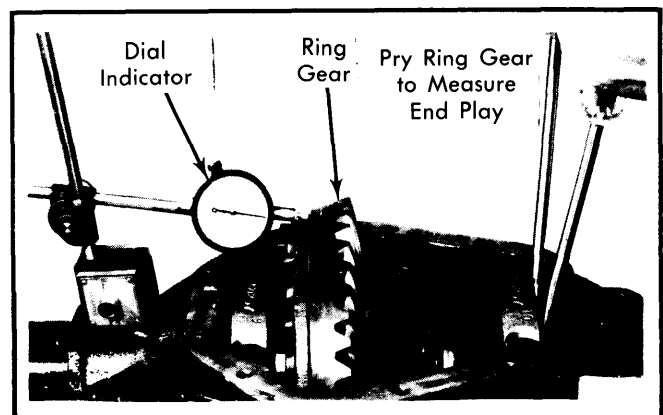 Dial
Indicator
Ring
Gear
Pry Ring Gear
to Measure
End Play